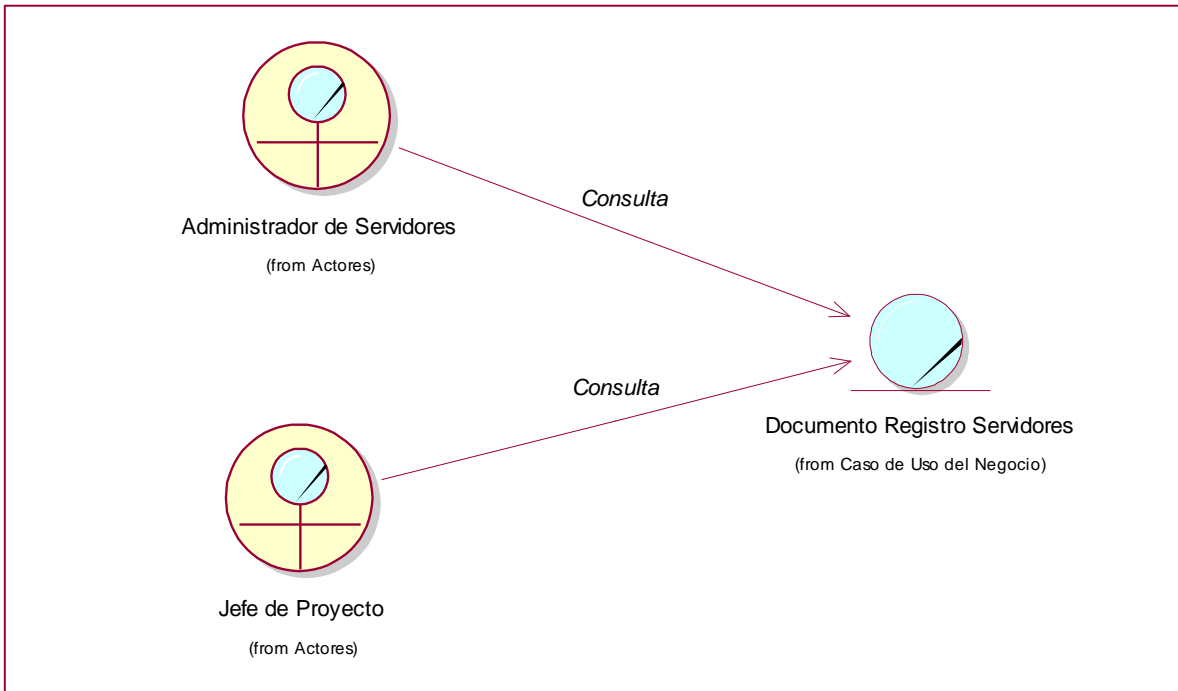 Consulta
Administrador de Servidores
(from Actores)
Consulta
Documento Registro Servidores
(from Caso de Uso del Negocio)
Jefe de Proyecto
(from Actores)